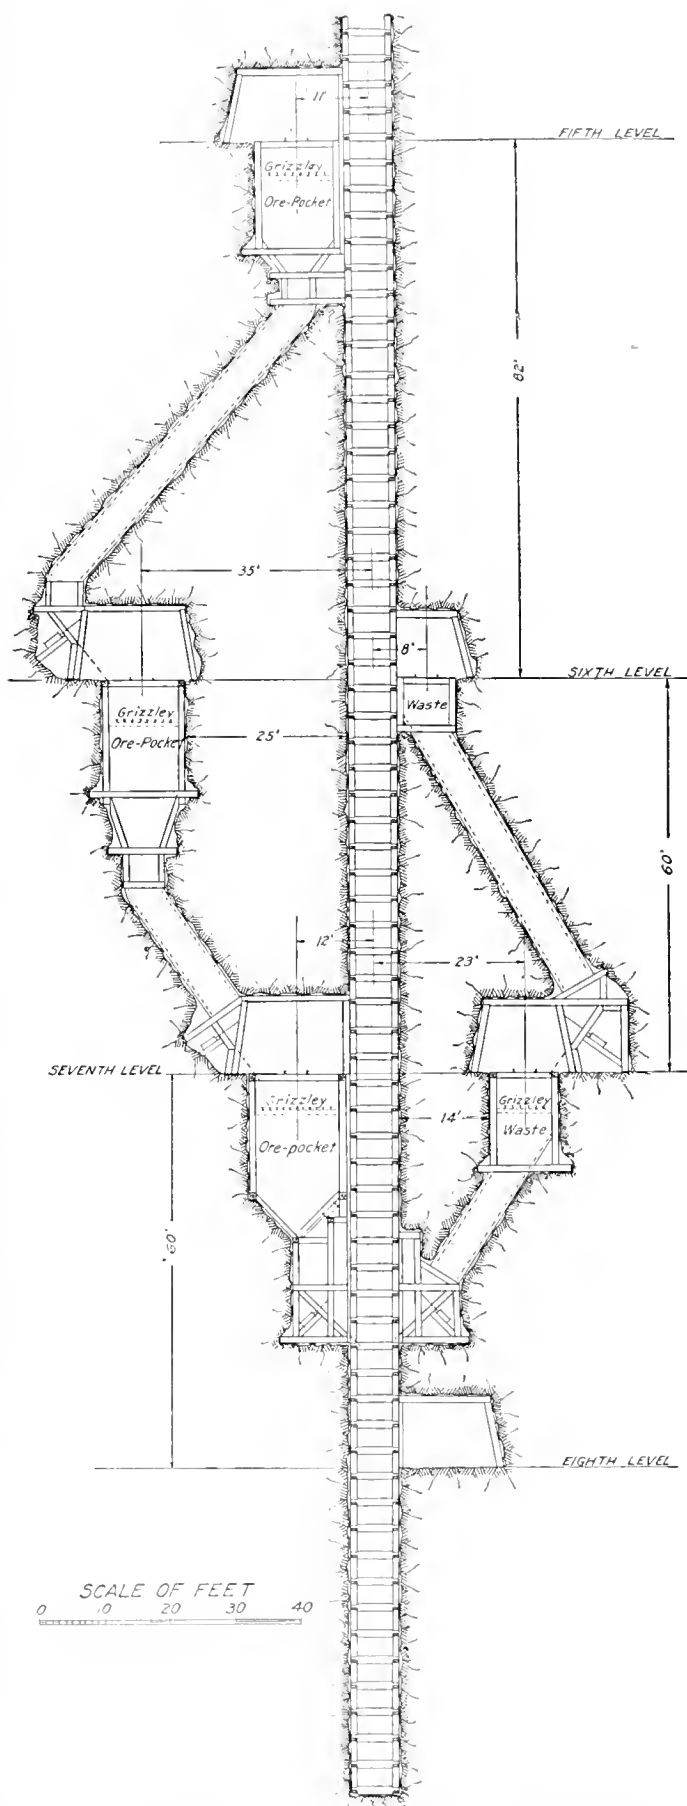 11'
FIFTH LEVEL
Grizzley
Ore-Pocket
82'
35'
8'
SIXTH LEVEL
Grizzley
Waste
Ore-Pocket
25'
60'
12'
23'
SEVENTH LEVEL
Grizzley
Grizzley
14'
Ore-pocket
Waste
60'
EIGHTH LEVEL
SCALE OF FEET
0 10 20 30 40